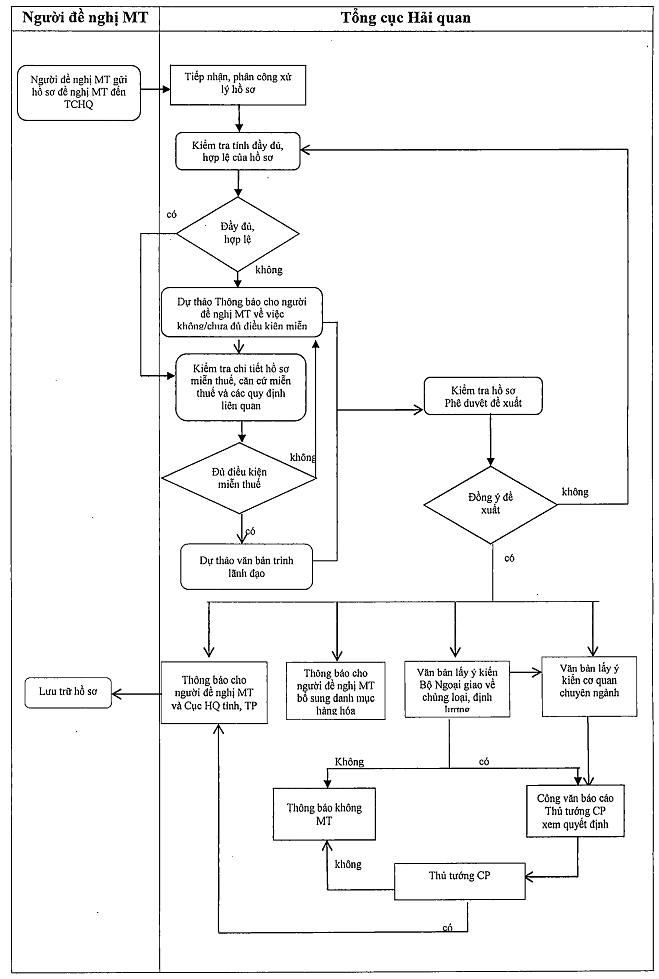 Người đề nghị MT
Tổng cục Hải quan
Người đề nghị MT gửi
hồ sơ đề nghị MT đến
TCHQ
Tiếp nhận, phân công xử
lý hồ sơ
Kiểm tra tính đầy đủ,
hợp lệ của hồ sơ
có
Đầy đủ,
hợp lệ
không
Dự thảo Thông báo cho người
đề nghị MT về việc
không/chưa đủ điều kiện miễn
Kiểm tra chi tiết hồ sơ
miễn thuế, căn cứ miễn
thuế và các quy định
liên quan
Kiểm tra hồ sơ
Phê duyệt đề xuất
không
Đủ điều kiện
miễn thuế
Đồng ý đề
xuất
không
có
Dự thảo văn bản trình
lãnh đạo
có
Lưu trữ hồ sơ
Thông báo cho
người đề nghị MT
và Cục HQ tỉnh, TP
Thông báo cho
người đề nghị MT
bổ sung danh mục
hàng hóa
Văn bản lấy ý kiến
Bộ Ngoại giao về
chủng loại, định
lượng
Văn bản lấy ý
kiến cơ quan
chuyên ngành
Không
có
Thông báo không
MT
Công văn báo cáo
Thủ tướng CP
xem quyết định
không
Thủ tướng CP
có